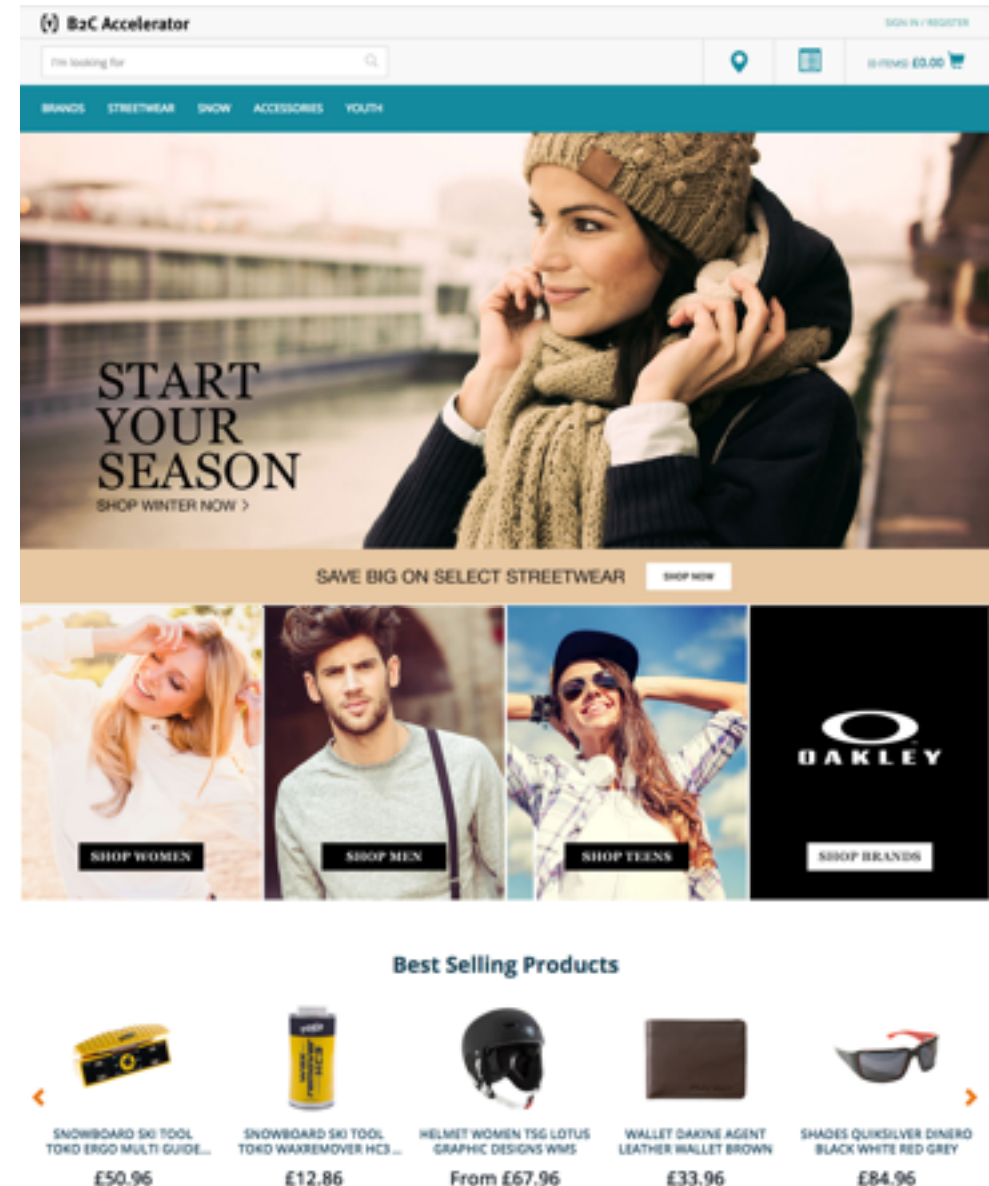 (y) B2C Accelerator
SIGN IN / REGISTER
I'm looking for
(0 ITEMS) £0.00
BRANDS STREETWEAR SNOW ACCESSORIES YOUTH
START
YOUR
SEASON
SHOP WINTER NOW >
SAVE BIG ON SELECT STREETWEAR SHOP NOW
OAKLEY
SHOP WOMEN SHOP MEN SHOP TEENS SHOP BRANDS
Best Selling Products
SNOWBOARD SKI TOOL
TOKO ERGO MULTI GUIDE...
£50.96
SNOWBOARD SKI TOOL
TOKO WAXREMOVER HC3 ...
£12.86
HELMET WOMEN TSG LOTUS
GRAPHIC DESIGNS WMS
From £67.96
WALLET DAKINE AGENT
LEATHER WALLET BROWN
£33.96
SHADES QUIKSILVER DINERO
BLACK WHITE RED GREY
£84.96